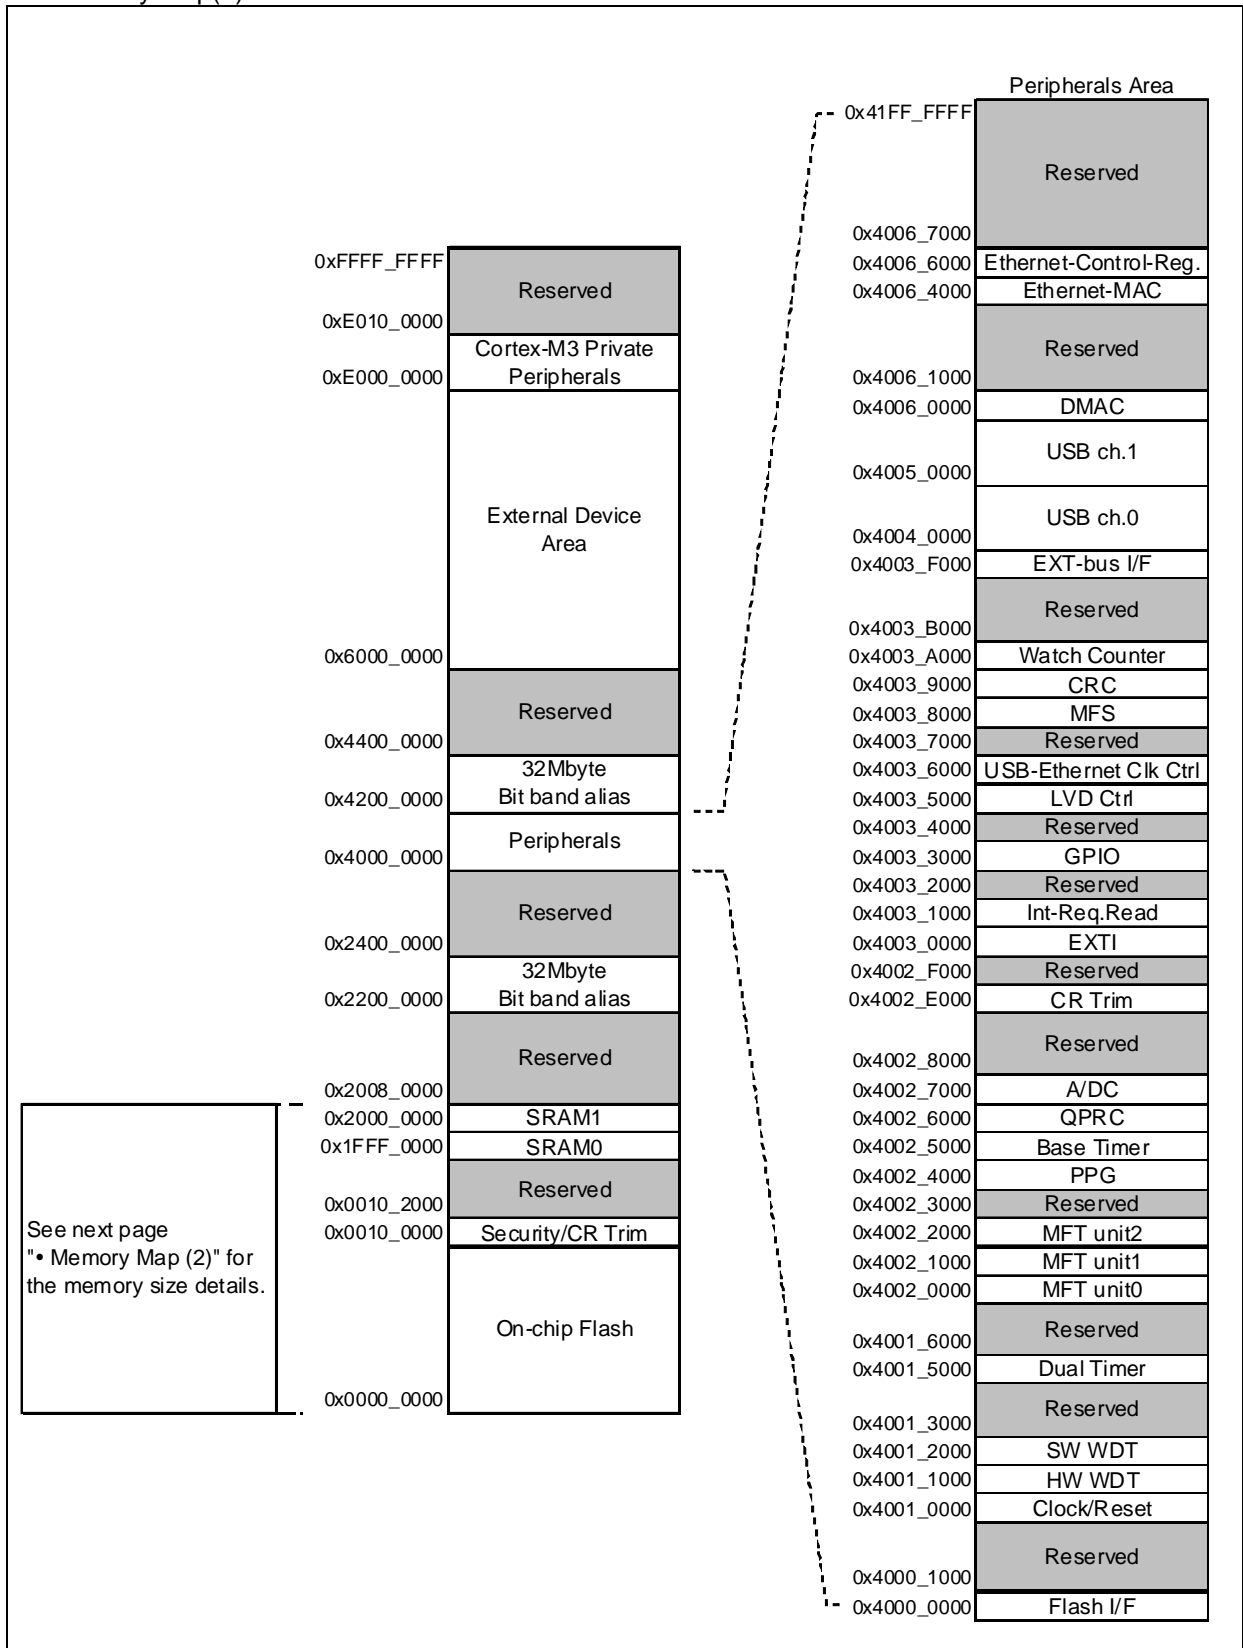 Peripherals Area
0x41FF_FFFF
Reserved
0x4006_7000
0x4006_6000 Ethernet-Control-Reg.
0x4006_4000 Ethernet-MAC
Reserved
0x4006_1000
0x4006_0000 DMAC
USB ch.1
0x4005_0000
USB ch.0
0x4004_0000
0x4003_F000 EXT-bus I/F
Reserved
0x4003_B000
0x4003_A000 Watch Counter
0x4003_9000 CRC
0x4003_8000 MFS
0x4003_7000 Reserved
0x4003_6000 USB-Ethernet Clk Ctrl
0x4003_5000 LVD Ctrl
0x4003_4000 Reserved
0x4003_3000 GPIO
0x4003_2000 Reserved
0x4003_1000 Int-Req.Read
0x4003_0000 EXTI
0x4002_F000 Reserved
0x4002_E000 CR Trim
Reserved
0x4002_8000
0x4002_7000 A/DC
0x4002_6000 QPRC
0x4002_5000 Base Timer
0x4002_4000 PPG
0x4002_3000 Reserved
0x4002_2000 MFT unit2
0x4002_1000 MFT unit1
0x4002_0000 MFT unit0
Reserved
0x4001_6000
0x4001_5000 Dual Timer
Reserved
0x4001_3000
0x4001_2000 SW WDT
0x4001_1000 HW WDT
0x4001_0000 Clock/Reset
Reserved
0x4000_1000
0x4000_0000 Flash I/F
0xFFFF_FFFF
Reserved
0xE010_0000
Cortex-M3 Private
0xE000_0000 Peripherals
External Device
Area
0x6000_0000
Reserved
0x4400_0000
32Mbyte
0x4200_0000 Bit band alias
Peripherals
0x4000_0000
Reserved
0x2400_0000
32Mbyte
0x2200_0000 Bit band alias
Reserved
0x2008_0000
0x2000_0000 SRAM1
0x1FFF_0000 SRAM0
Reserved
0x0010_2000
0x0010_0000 Security/CR Trim
On-chip Flash
0x0000_0000
See next page
"• Memory Map (2)" for
the memory size details.